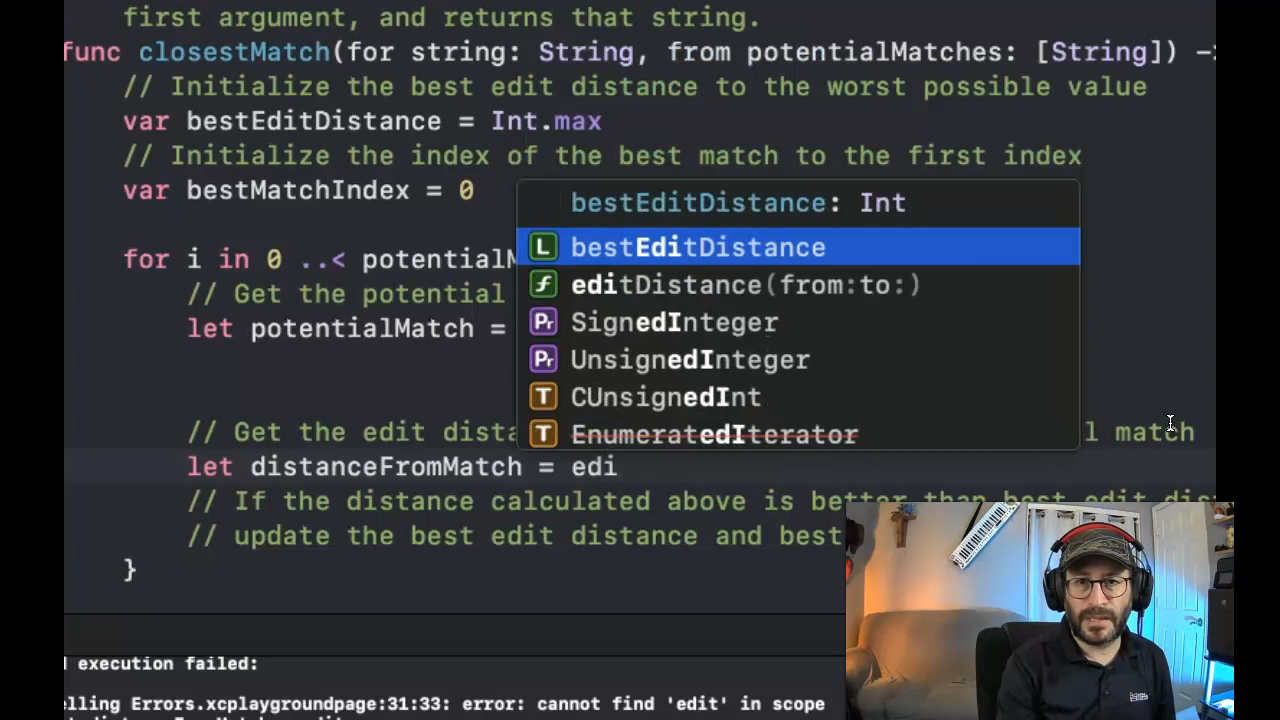 first argument, and returns that string.
func closestMatch(for string: String, from potentialMatches: [String]) -
// Initialize the best edit distance to the worst possible value
var bestEditDistance = Int.max
// Initialize the index of the best match to the first index
var bestMatchIndex = 0
bestEditDistance: Int
L bestEditDistance
for i in 0 ..< potentialM
f editDistance(from:to:)
// Get the potential
Pr SignedInteger
let potentialMatch =
Pr UnsignedInteger
T CUnsignedInt
T EnumeratedIterator
// Get the edit dista l match
let distanceFromMatch = edi
// If the distance calculated above is better than best edit dis
// update the best edit distance and best
}
execution failed:
lling Errors.xcplaygroundpage:31:33: error: cannot find 'edit' in scope